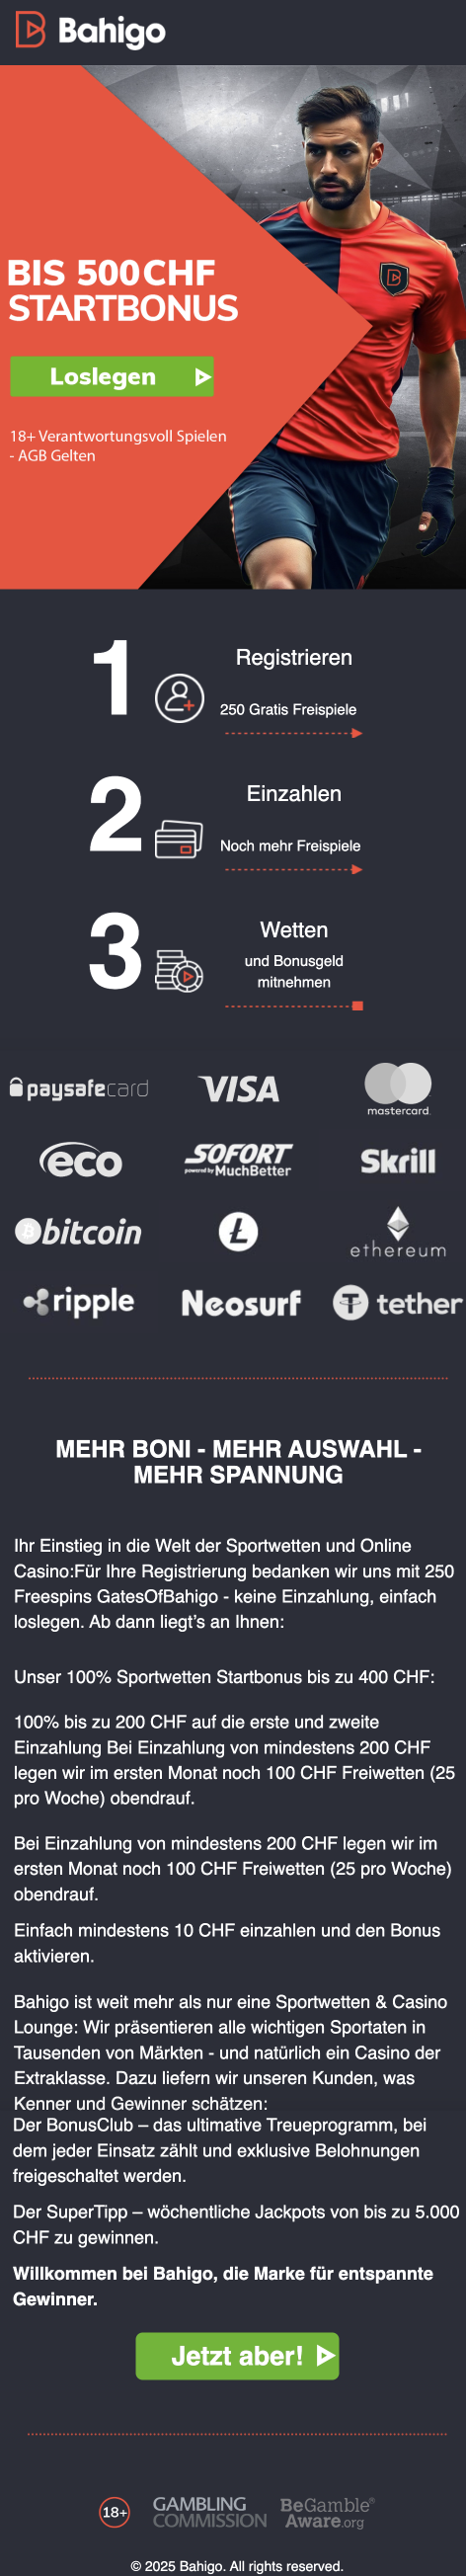 Bahigo
BIS 500 CHF
STARTBONUS
Loslegen
18+ Verantwortungsvoll Spielen
- AGB Gelten
1
Registrieren
250 Gratis Freispiele
2
Einzahlen
Noch mehr Freispiele
3
Wetten
und Bonusgeld
mitnehmen
paysafecard
VISA
mastercard.
eco
SOFORT
powered by MuchBetter
Skrill
bitcoin
ethereum
ripple
Neosurf
tether
MEHR BONI - MEHR AUSWAHL -
MEHR SPANNUNG
Ihr Einstieg in die Welt der Sportwetten und Online
Casino:Für Ihre Registrierung bedanken wir uns mit 250
Freespins GatesOfBahigo - keine Einzahlung, einfach
loslegen. Ab dann liegt’s an Ihnen:
Unser 100% Sportwetten Startbonus bis zu 400 CHF:
100% bis zu 200 CHF auf die erste und zweite
Einzahlung Bei Einzahlung von mindestens 200 CHF
legen wir im ersten Monat noch 100 CHF Freiwetten (25
pro Woche) obendrauf.
Bei Einzahlung von mindestens 200 CHF legen wir im
ersten Monat noch 100 CHF Freiwetten (25 pro Woche)
obendrauf.
Einfach mindestens 10 CHF einzahlen und den Bonus
aktivieren.
Bahigo ist weit mehr als nur eine Sportwetten & Casino
Lounge: Wir präsentieren alle wichtigen Sportaten in
Tausenden von Märkten - und natürlich ein Casino der
Extraklasse. Dazu liefern wir unseren Kunden, was
Kenner und Gewinner schätzen:
Der BonusClub – das ultimative Treueprogramm, bei
dem jeder Einsatz zählt und exklusive Belohnungen
freigeschaltet werden.
Der SuperTipp – wöchentliche Jackpots von bis zu 5.000
CHF zu gewinnen.
Willkommen bei Bahigo, die Marke für entspannte
Gewinner.
Jetzt aber!
18+
GAMBLING
COMMISSION
BeGamble®
Aware.org
© 2025 Bahigo. All rights reserved.